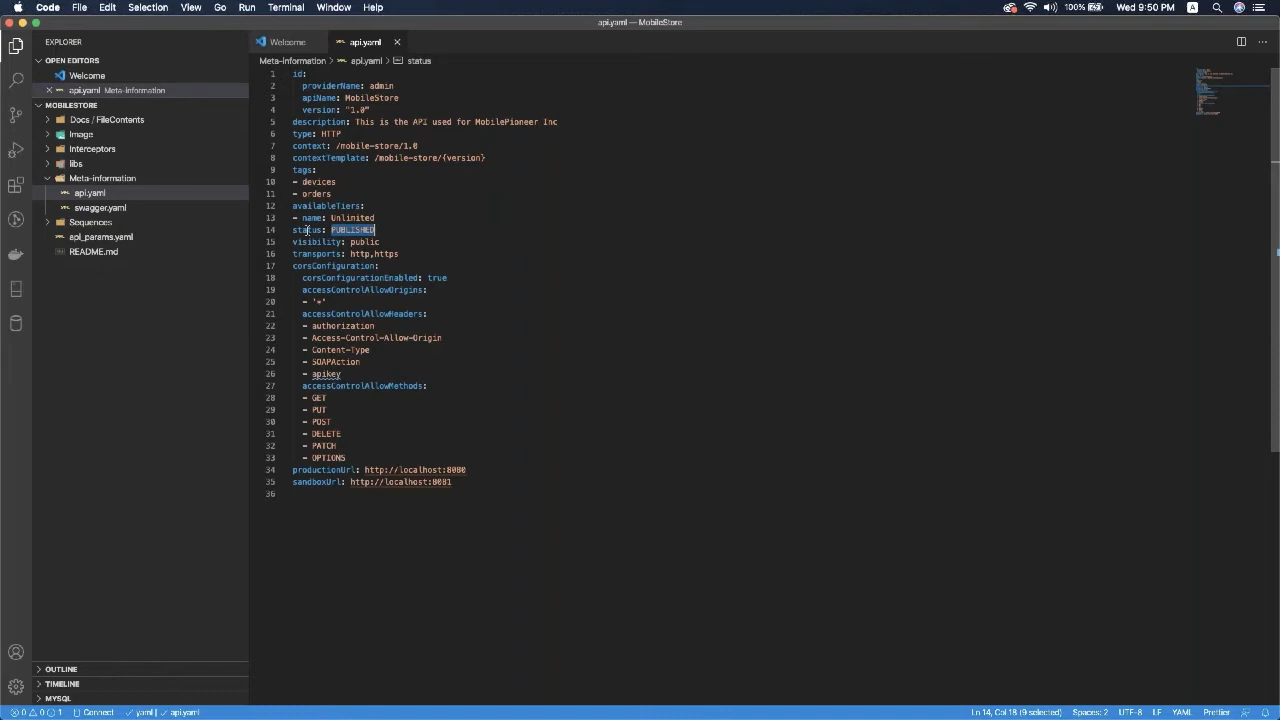 Code File Edit Selection View Go Run Terminal Window Help 100% Wed 9:50 PM A
api.yaml — MobileStore
EXPLORER
Welcome
api.yaml
OPEN EDITORS
Welcome
api.yaml Meta-information
MOBILESTORE
Docs / FileContents
Image
Interceptors
libs
Meta-information
api.yaml
swagger.yaml
Sequences
api_params.yaml
README.md
OUTLINE
TIMELINE
MYSQL
Meta-information > api.yaml > status
1 id:
2 providerName: admin
3 apiName: MobileStore
4 version: "1.0"
5 description: This is the API used for MobilePioneer Inc
6 type: HTTP
7 context: /mobile-store/1.0
8 contextTemplate: /mobile-store/{version}
9 tags:
10 - devices
11 - orders
12 availableTiers:
13 - name: Unlimited
14 status: PUBLISHED
15 visibility: public
16 transports: http,https
17 corsConfiguration:
18 corsConfigurationEnabled: true
19 accessControlAllowOrigins:
20 - '*'
21 accessControlAllowHeaders:
22 - authorization
23 - Access-Control-Allow-Origin
24 - Content-Type
25 - SOAPAction
26 - apikey
27 accessControlAllowMethods:
28 - GET
29 - PUT
30 - POST
31 - DELETE
32 - PATCH
33 - OPTIONS
34 productionUrl: http://localhost:8080
35 sandboxUrl: http://localhost:8081
36
0 0 1 Connect yaml | api.yaml Ln 14, Col 18 (9 selected) Spaces: 2 UTF-8 LF YAML Prettier